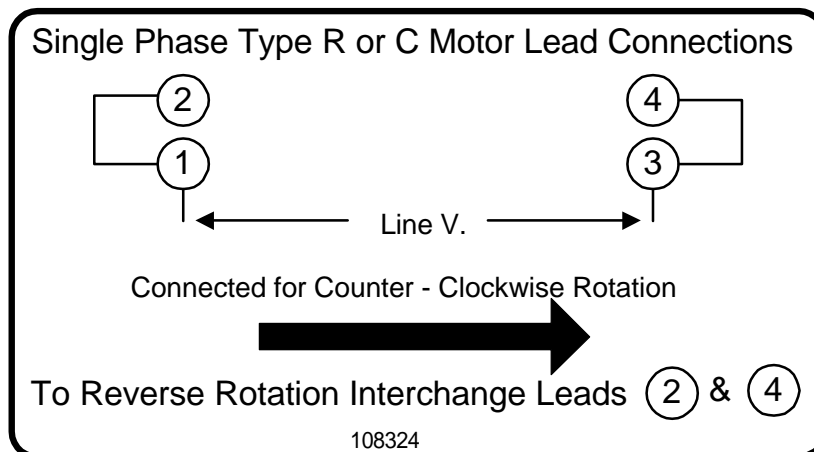 Single Phase Type R or C Motor Lead Connections
2 4
1 3
Line V.
Connected for Counter - Clockwise Rotation
To Reverse Rotation Interchange Leads 2 & 4
108324